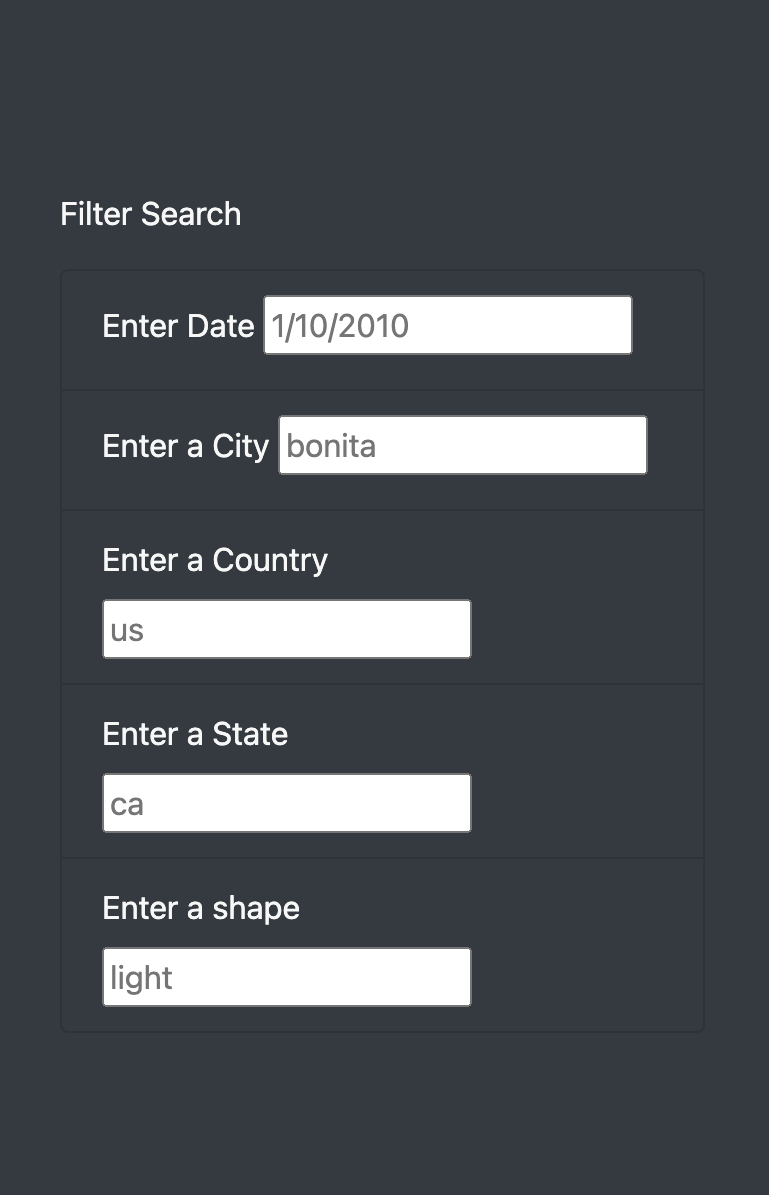 Filter Search
Enter Date 1/10/2010
Enter a City bonita
Enter a Country
us
Enter a State
ca
Enter a shape
light